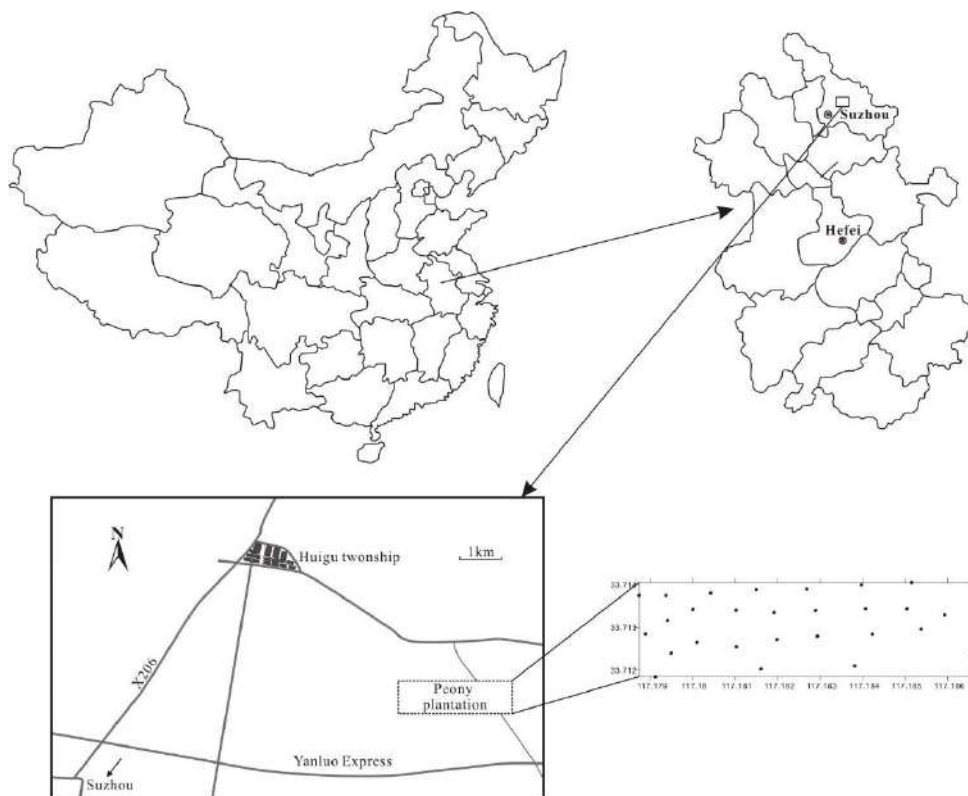 Suzhou
Hefei
N
Huigu twonship
1km
X206
Peony
plantation
Yanluo Express
Suzhou
33.714
33.713
33.712
117.179 117.18 117.181 117.182 117.183 117.184 117.185 117.186